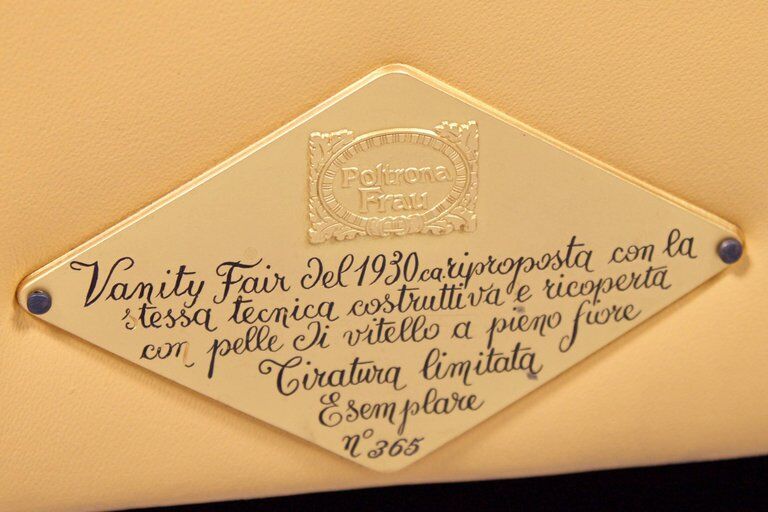 Poltrona
Frau
Vanity Fair del 1930 ca. riproposta con la
stessa tecnica costruttiva e ricoperta
con pelle di vitello a pieno fiore
Tiratura limitata
Esemplare
n° 365